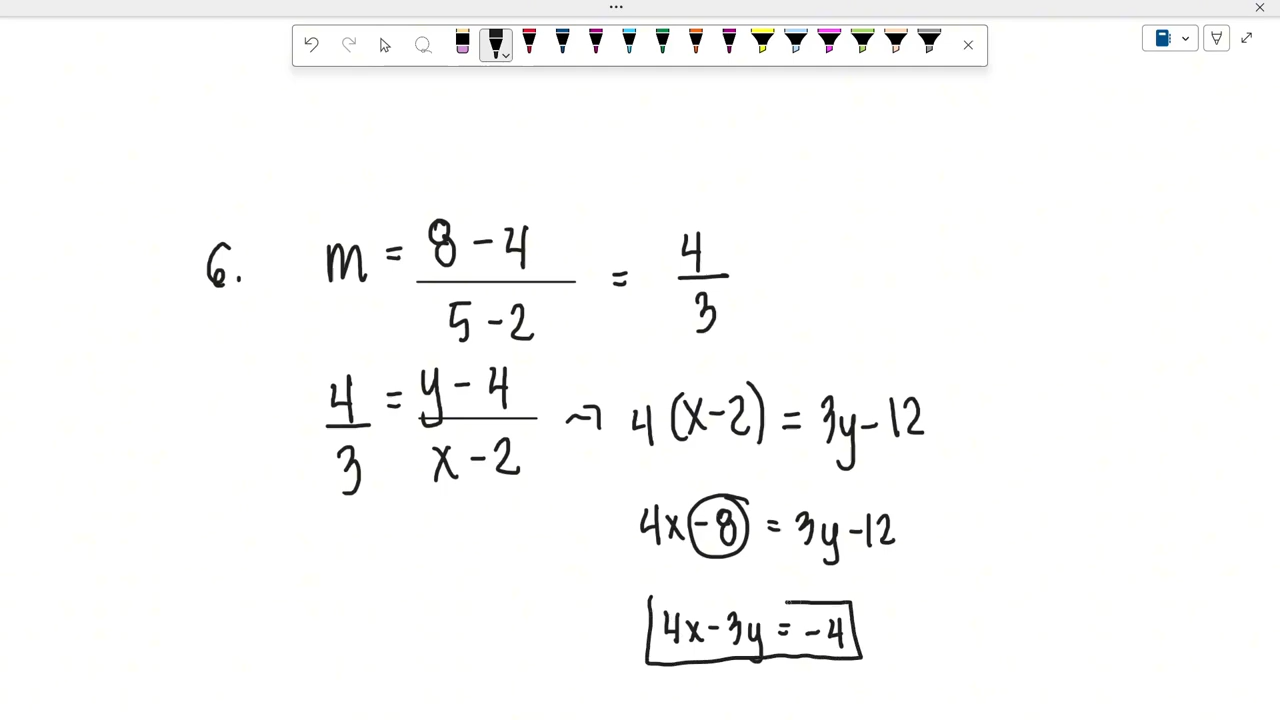 6. m = 8 - 4 / 5 - 2 = 4 / 3
4 / 3 = y - 4 / x - 2 ⇝ 4(x - 2) = 3y - 12
4x - 8 = 3y - 12
4x - 3y = -4